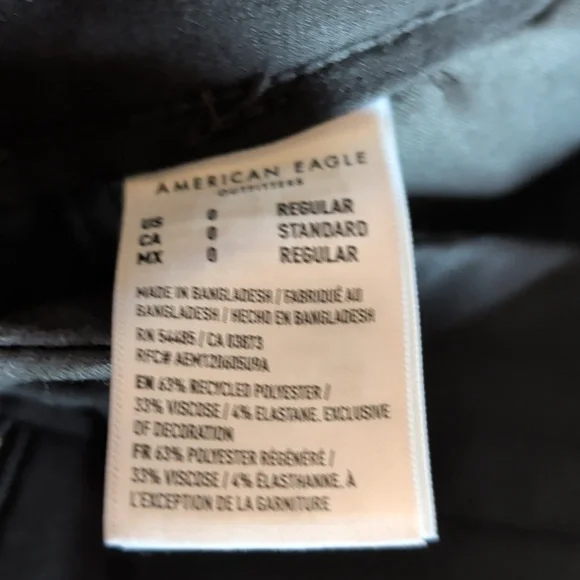 AMERICAN EAGLE
OUTFITTERS
US 0 REGULAR
CA 0 STANDARD
MX 0 REGULAR
MADE IN BANGLADESH / FABRIQUÉ AU
BANGLADESH / HECHO EN BANGLADESH
RN 54485 / CA 03873
RFC# AEM1206050U9A
EN 63% RECYCLED POLYESTER /
33% VISCOSE / 4% ELASTANE. EXCLUSIVE
OF DECORATION
FR 63% POLYESTER RÉGÉNÉRÉ /
33% VISCOSE / 4% ÉLASTHANNE. À
L'EXCEPTION DE LA GARNITURE